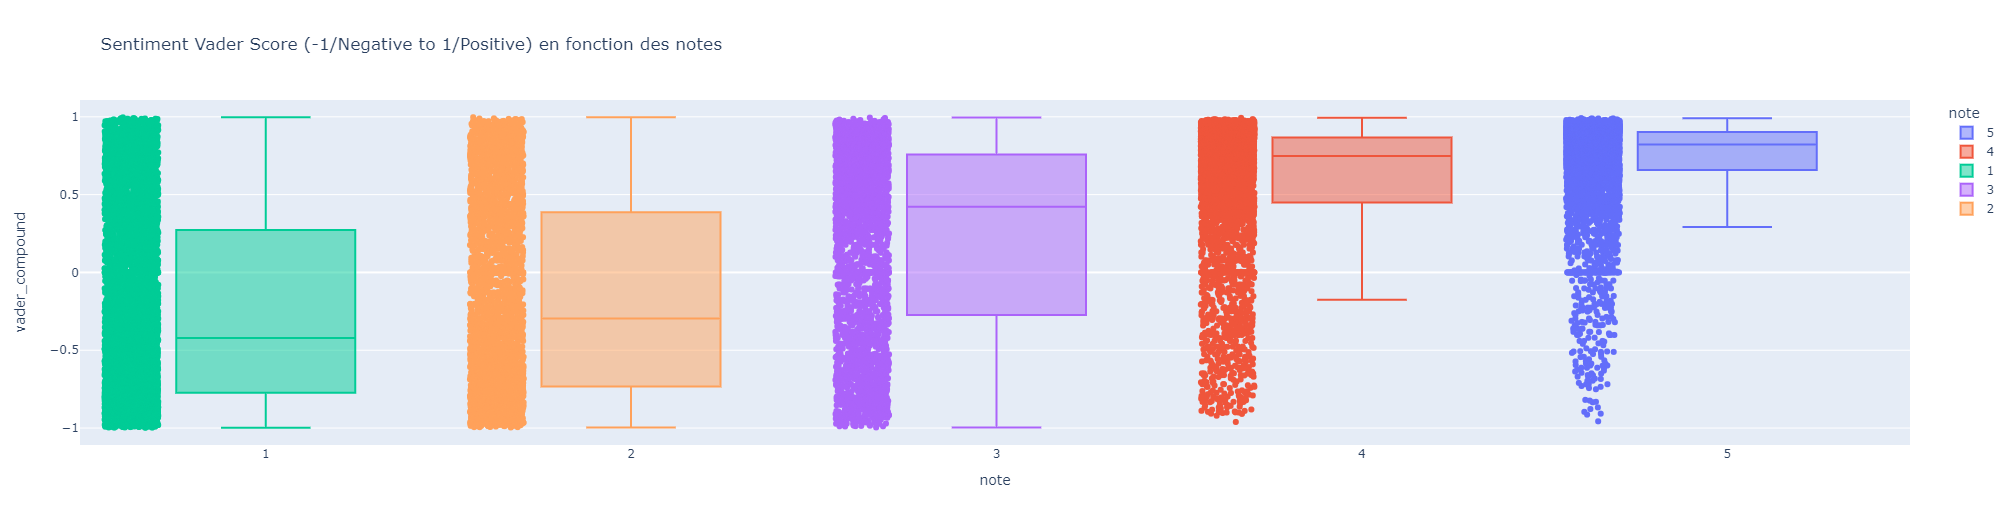 Sentiment Vader Score (-1/Negative to 1/Positive) en fonction des notes
vader_compound
1
0.5
0
−0.5
−1
1 2 3 4 5
note
note
5
4
1
3
2